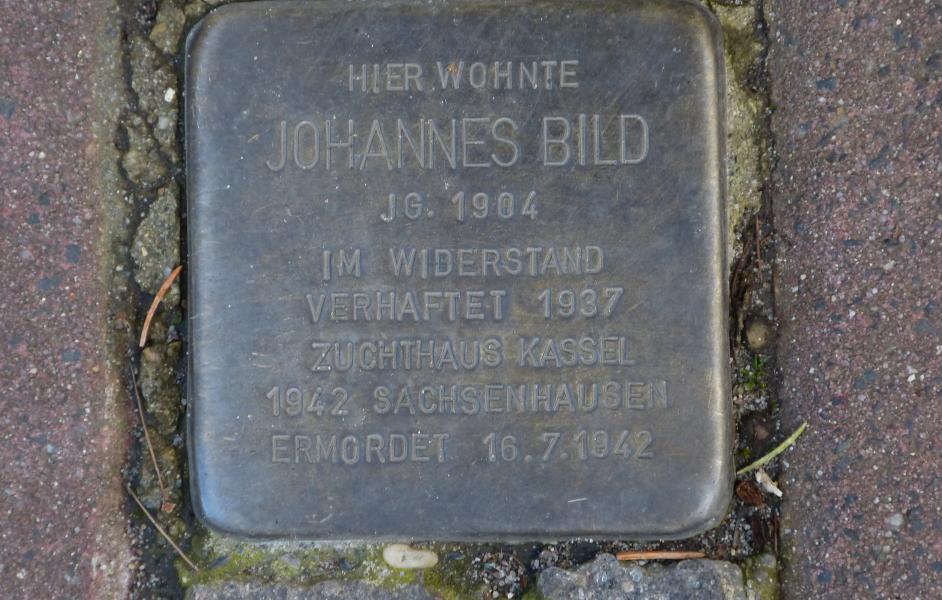 HIER WOHNTE
JOHANNES BILD
JG. 1904
IM WIDERSTAND
VERHAFTET 1937
ZUCHTHAUS KASSEL
1942 SACHSENHAUSEN
ERMORDET 16.7.1942